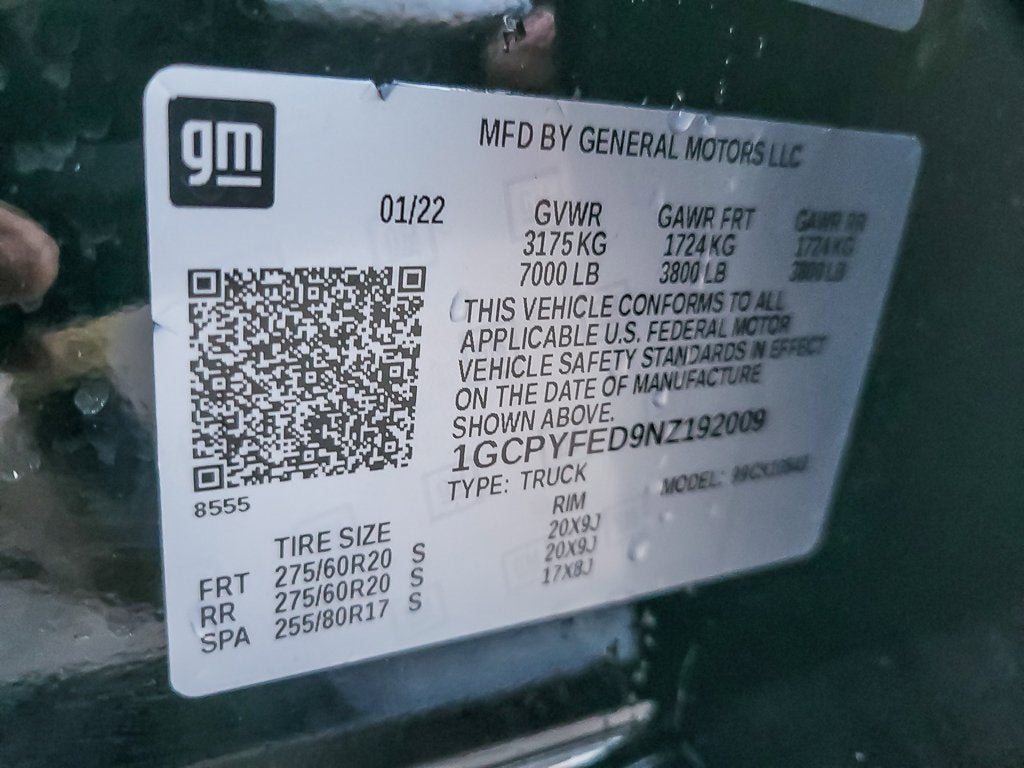 gm
MFD BY GENERAL MOTORS LLC
01/22 GVWR GAWR FRT GAWR RR
3175 KG 1724 KG 1724 KG
7000 LB 3800 LB 3800 LB
THIS VEHICLE CONFORMS TO ALL
APPLICABLE U.S. FEDERAL MOTOR
VEHICLE SAFETY STANDARDS IN EFFECT
ON THE DATE OF MANUFACTURE
SHOWN ABOVE.
1GCPYFED9NZ192009
TYPE: TRUCK MODEL:
8555
TIRE SIZE RIM
FRT 275/60R20 S 20X9J
RR 275/60R20 S 20X9J
SPA 255/80R17 S 17X8J